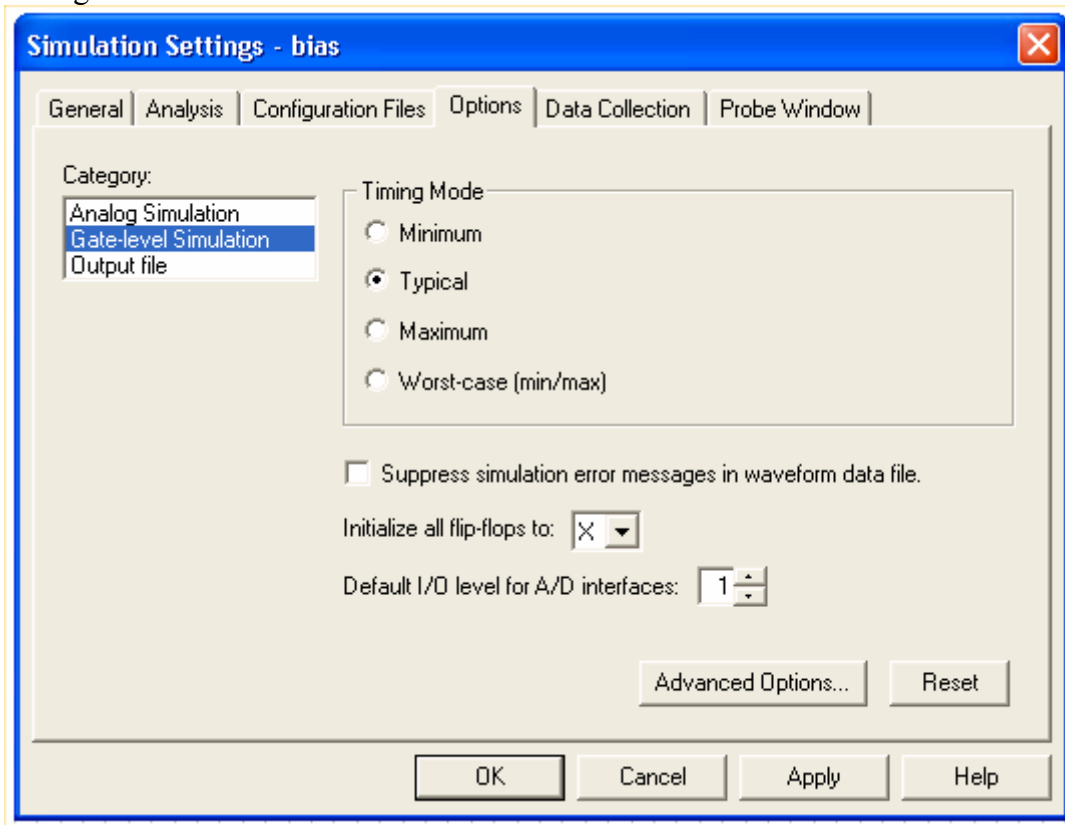 Simulation Settings - bias
General Analysis Configuration Files Options Data Collection Probe Window
Category:
Analog Simulation
Gate-level Simulation
Output file
Timing Mode
Minimum
Typical
Maximum
Worst-case (min/max)
Suppress simulation error messages in waveform data file.
Initialize all flip-flops to: X
Default I/O level for A/D interfaces: 1
Advanced Options... Reset
OK Cancel Apply Help